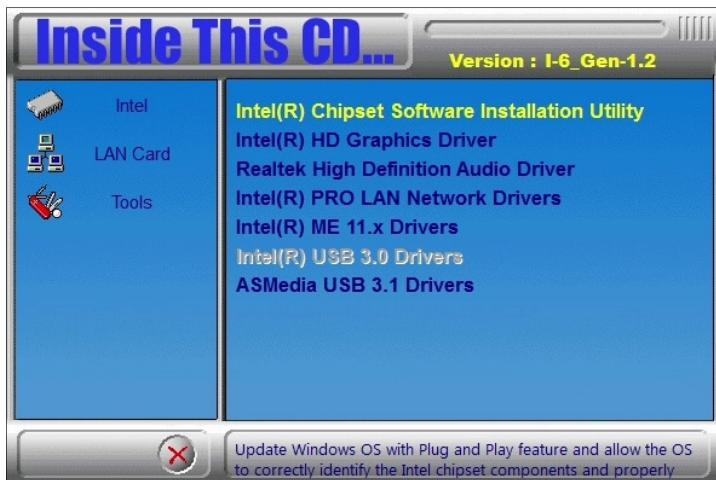 Inside This CD...
Version : I-6_Gen-1.2
Intel
LAN Card
Tools
Intel(R) Chipset Software Installation Utility
Intel(R) HD Graphics Driver
Realtek High Definition Audio Driver
Intel(R) PRO LAN Network Drivers
Intel(R) ME 11.x Drivers
Intel(R) USB 3.0 Drivers
ASMedia USB 3.1 Drivers
Update Windows OS with Plug and Play feature and allow the OS
to correctly identify the Intel chipset components and properly